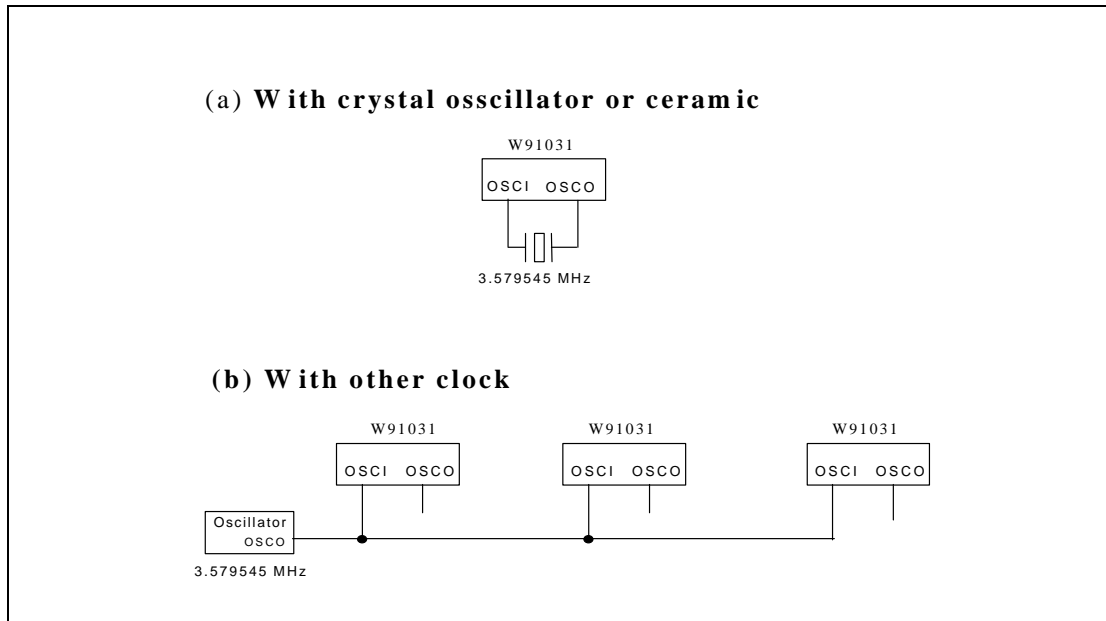 (a) With crystal osscillator or ceramic
W91031
OSCI OSCO
3.579545 MHz
(b) With other clock
W91031 W91031 W91031
OSCI OSCO OSCI OSCO OSCI OSCO
Oscillator
OSCO
3.579545 MHz